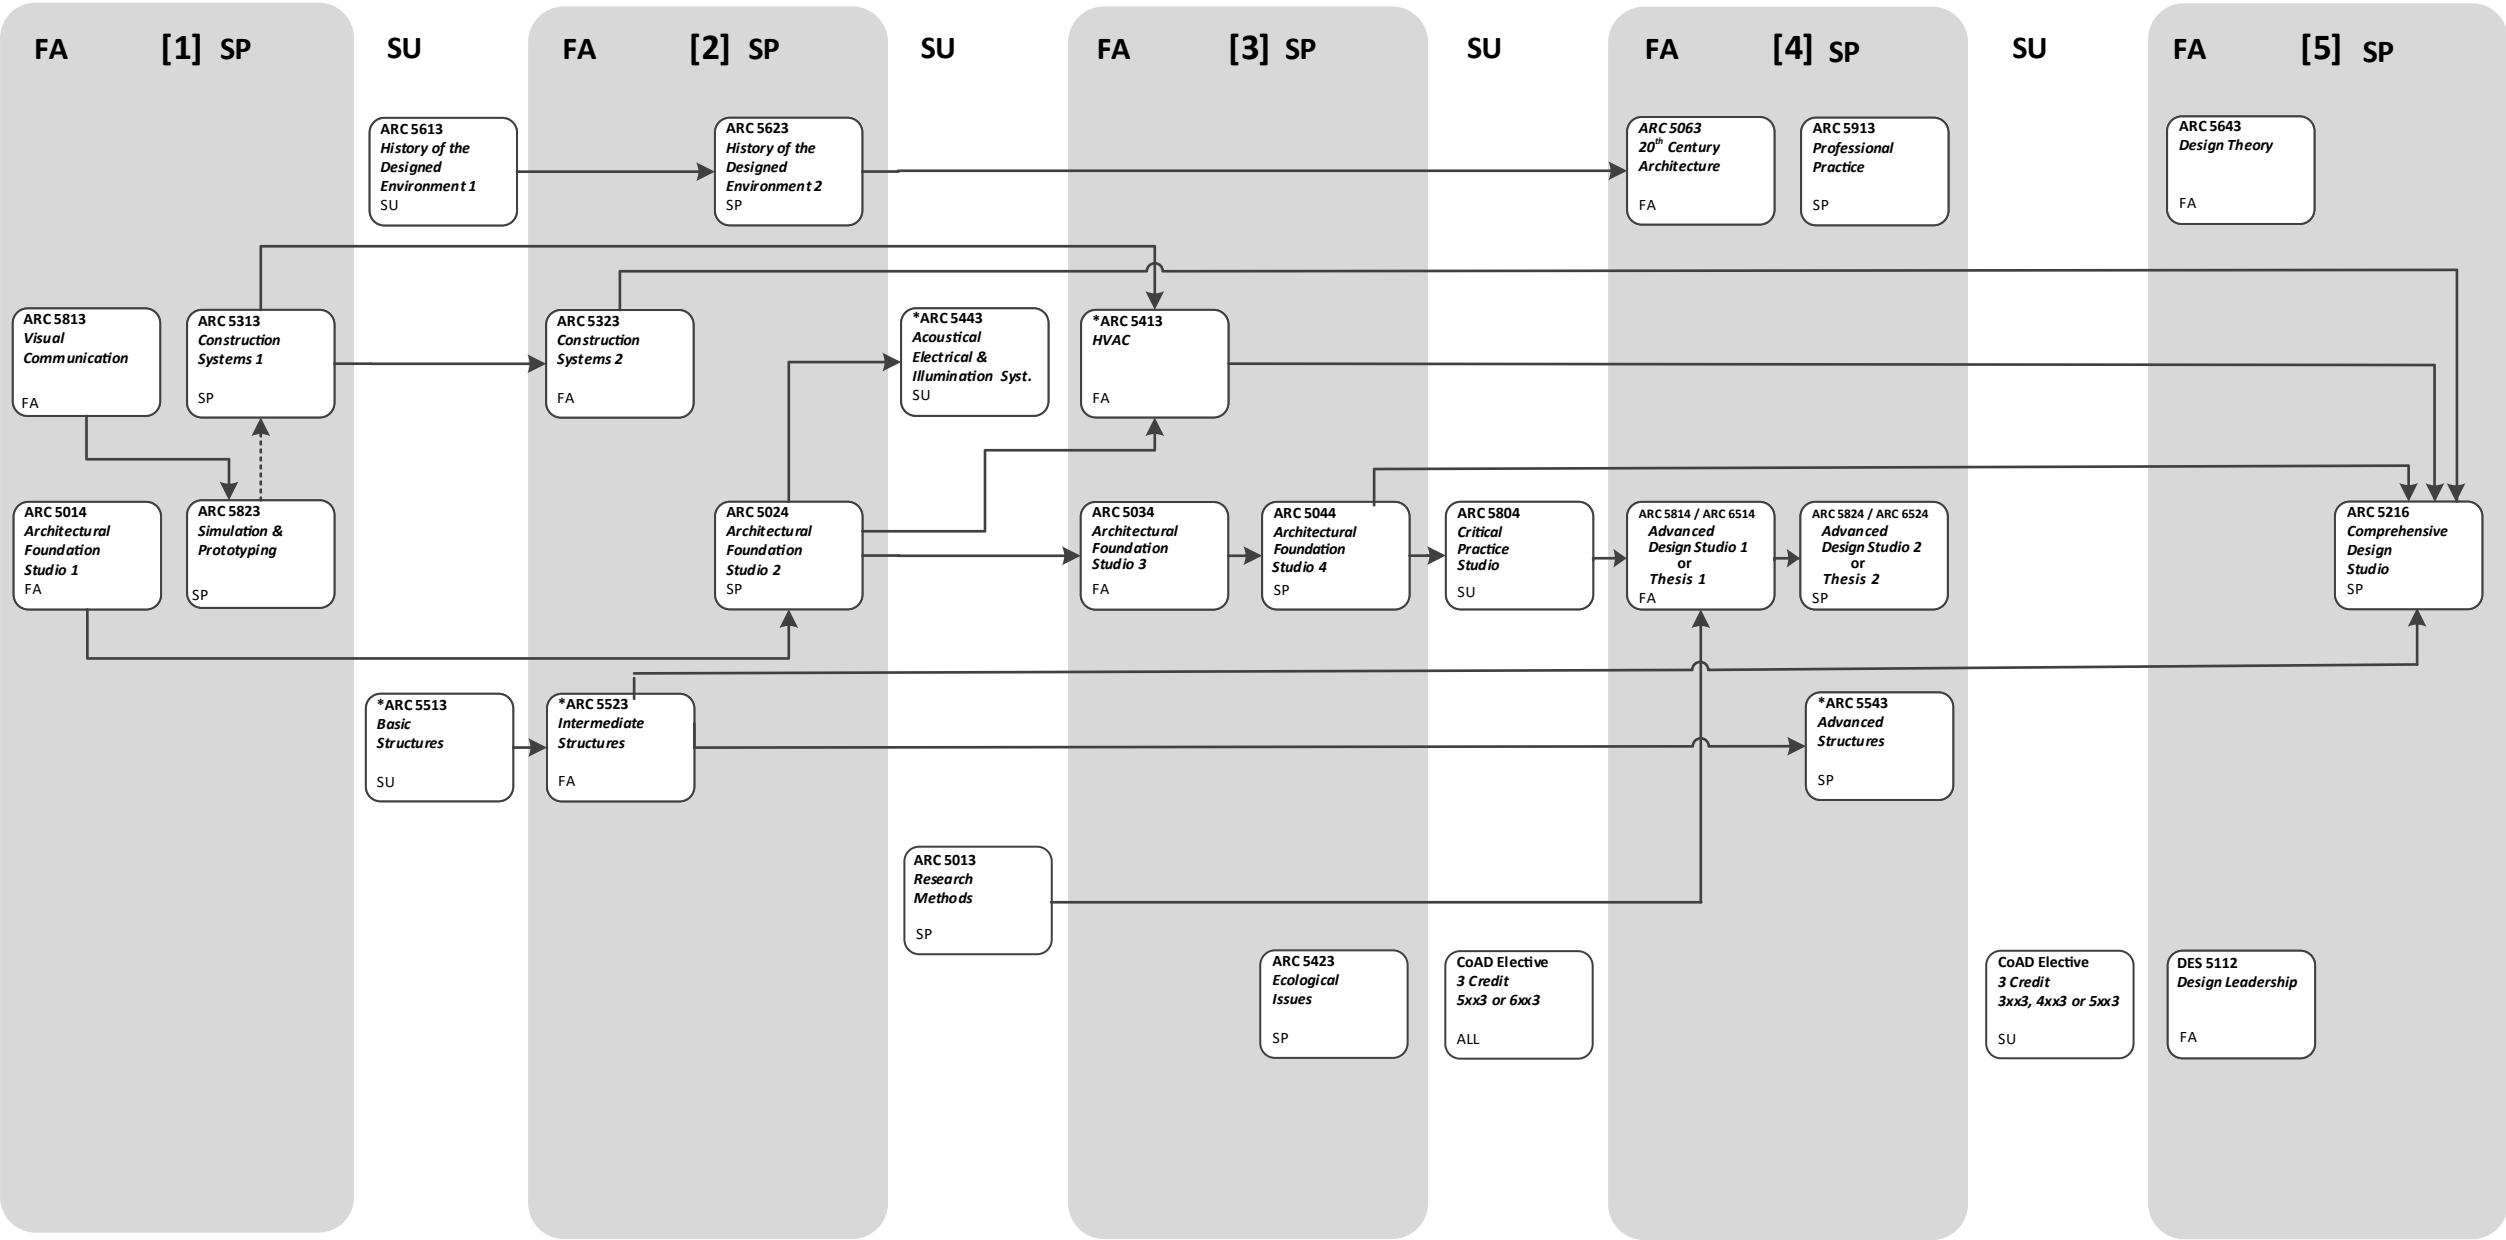 FA [1] SP SU FA [2] SP SU FA [3] SP SU FA [4] SP SU FA [5] SP
ARC 5613
History of the
Designed
Environment 1
SU
ARC 5623
History of the
Designed
Environment 2
SP
ARC 5063
20th Century
Architecture
FA
ARC 5913
Professional
Practice
SP
ARC 5643
Design Theory
FA
ARC 5813
Visual
Communication
FA
ARC 5313
Construction
Systems 1
SP
ARC 5323
Construction
Systems 2
FA
*ARC 5443
Acoustical
Electrical &
Illumination Syst.
SU
*ARC 5413
HVAC
FA
ARC 5014
Architectural
Foundation
Studio 1
FA
ARC 5823
Simulation &
Prototyping
SP
ARC 5024
Architectural
Foundation
Studio 2
SP
ARC 5034
Architectural
Foundation
Studio 3
FA
ARC 5044
Architectural
Foundation
Studio 4
SP
ARC 5804
Critical
Practice
Studio
SU
ARC 5814 / ARC 6514
Advanced
Design Studio 1
or
Thesis 1
FA
ARC 5824 / ARC 6524
Advanced
Design Studio 2
or
Thesis 2
SP
ARC 5216
Comprehensive
Design
Studio
SP
*ARC 5513
Basic
Structures
SU
*ARC 5523
Intermediate
Structures
FA
*ARC 5543
Advanced
Structures
SP
ARC 5013
Research
Methods
SP
ARC 5423
Ecological
Issues
SP
CoAD Elective
3 Credit
5xx3 or 6xx3
ALL
CoAD Elective
3 Credit
3xx3, 4xx3 or 5xx3
SU
DES 5112
Design Leadership
FA